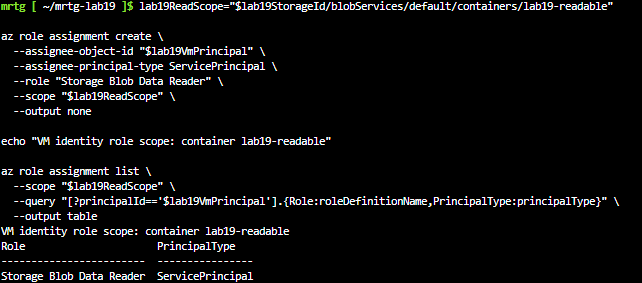 mrtg [ ~/mrtg-lab19 ]$ lab19ReadScope="$lab19StorageId/blobServices/default/containers/lab19-readable"
az role assignment create \
--assignee-object-id "$lab19VmPrincipal" \
--assignee-principal-type ServicePrincipal \
--role "Storage Blob Data Reader" \
--scope "$lab19ReadScope" \
--output none
echo "VM identity role scope: container lab19-readable"
az role assignment list \
--scope "$lab19ReadScope" \
--query "[?principalId=='$lab19VmPrincipal'].{Role:roleDefinitionName,PrincipalType:principalType}" \
--output table
VM identity role scope: container lab19-readable
Role PrincipalType
------------------------ ----------------
Storage Blob Data Reader ServicePrincipal